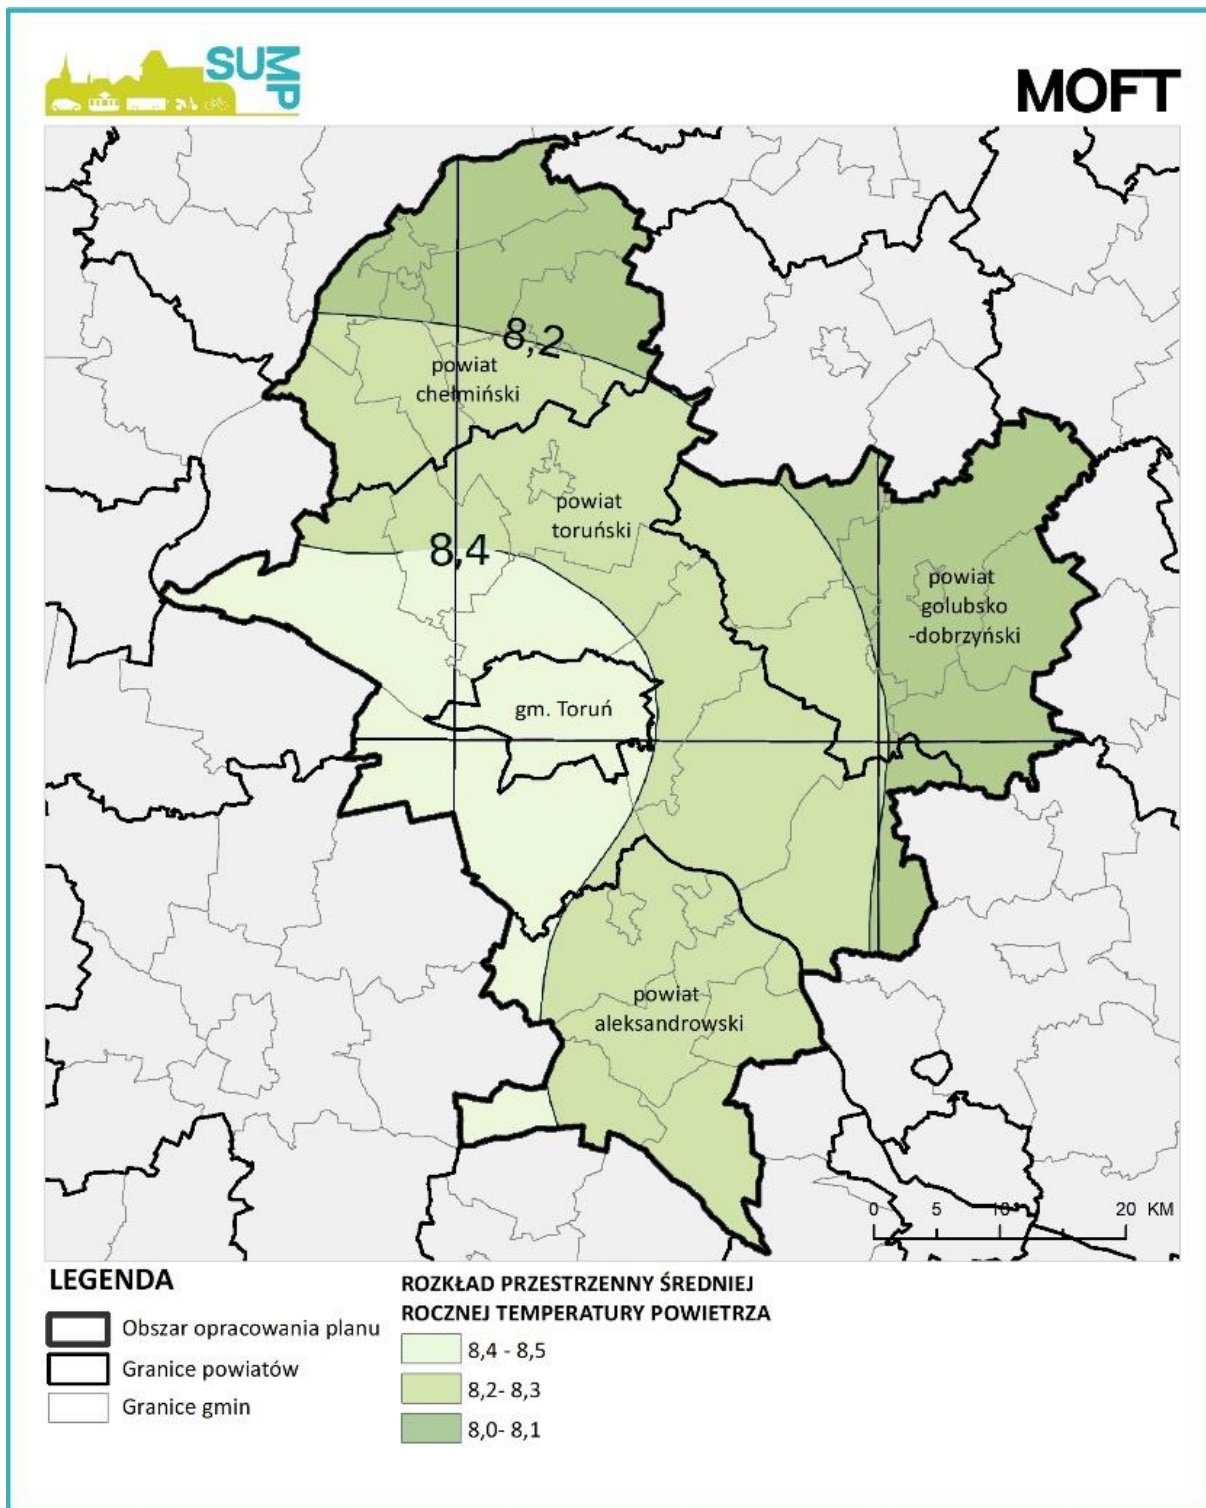 SUMP
MOFT
8,2
powiat
chełmiński
powiat
toruński
8,4
powiat
golubsko
-dobrzyński
gm. Toruń
powiat
aleksandrowski
0 5 10 20 KM
LEGENDA
Obszar opracowania planu
Granice powiatów
Granice gmin
ROZKŁAD PRZESTRZENNY ŚREDNIEJ
ROCZNEJ TEMPERATURY POWIETRZA
8,4 - 8,5
8,2- 8,3
8,0- 8,1